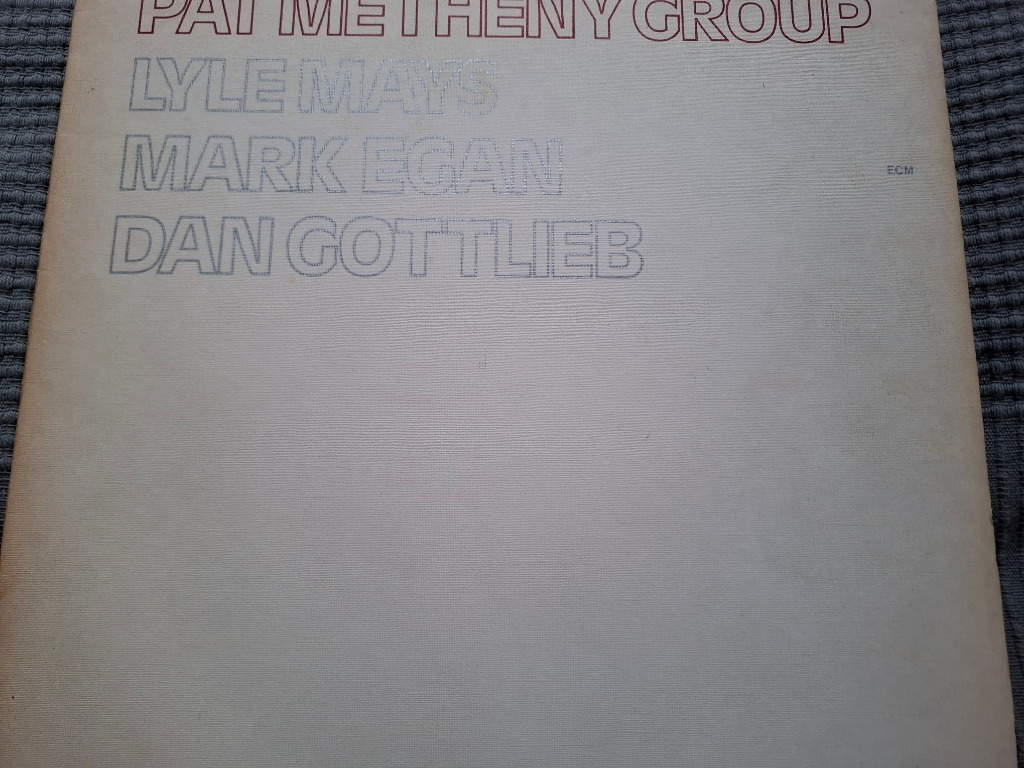 PAT METHENY GROUP
LYLE MAYS
MARK EGAN
ECM
DAN GOTTLIEB